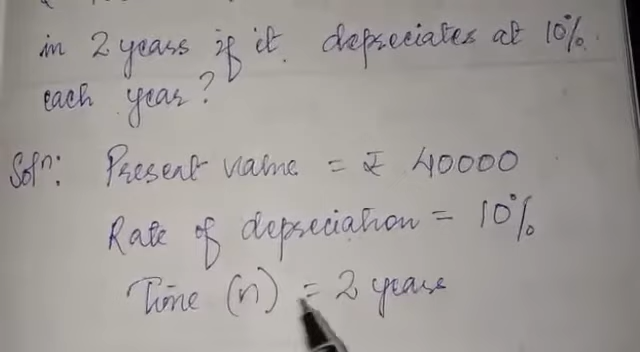 in 2 years if it depreciates at 10%
each year?
Solⁿ: Present name = ₹ 40000
Rate of depreciation = 10%
Time (n) = 2 years